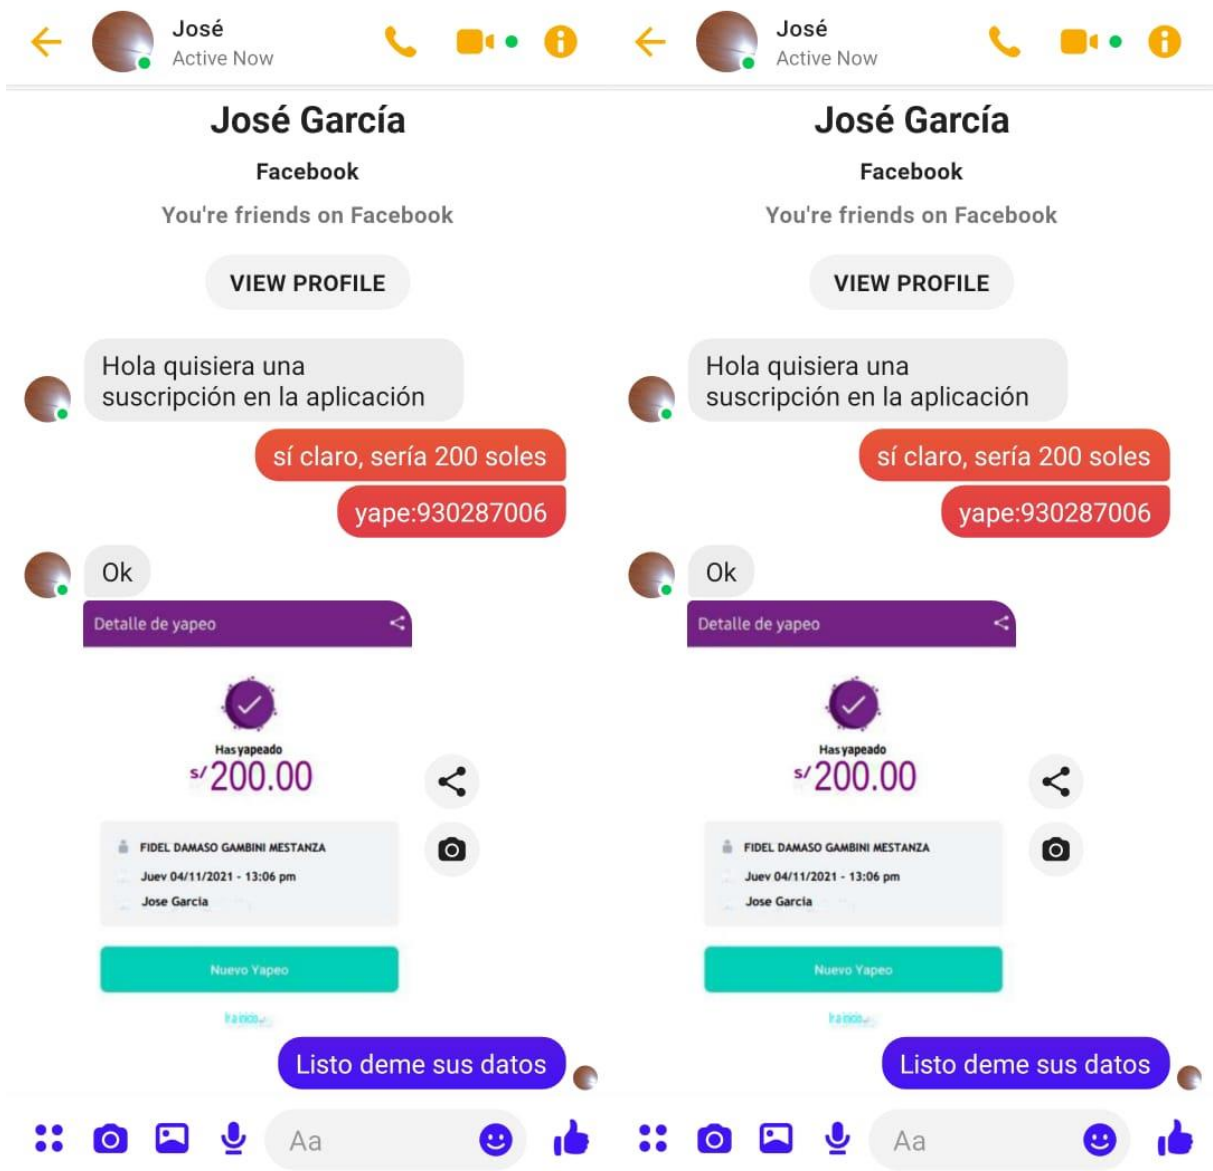 José
Active Now
José García
Facebook
You're friends on Facebook
VIEW PROFILE
Hola quisiera una
suscripción en la aplicación
sí claro, sería 200 soles
yape:930287006
Ok
Detalle de yapeo
Has yapeado
s/200.00
FIDEL DAMASO GAMBINI MESTANZA
Juev 04/11/2021 - 13:06 pm
Jose Garcia
Nuevo Yapeo
Listo deme sus datos
Aa
José
Active Now
José García
Facebook
You're friends on Facebook
VIEW PROFILE
Hola quisiera una
suscripción en la aplicación
sí claro, sería 200 soles
yape:930287006
Ok
Detalle de yapeo
Has yapeado
s/200.00
FIDEL DAMASO GAMBINI MESTANZA
Juev 04/11/2021 - 13:06 pm
Jose Garcia
Nuevo Yapeo
Listo deme sus datos
Aa